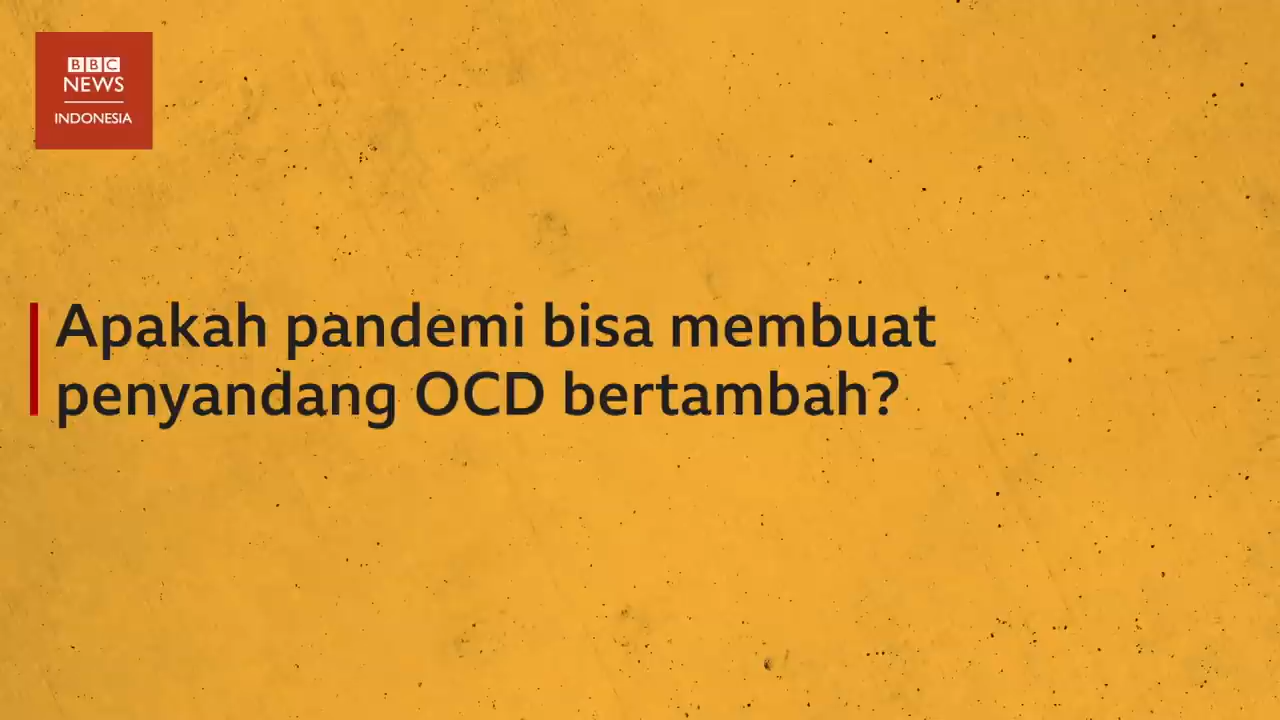 BBC
NEWS
INDONESIA
Apakah pandemi bisa membuat
penyandang OCD bertambah?